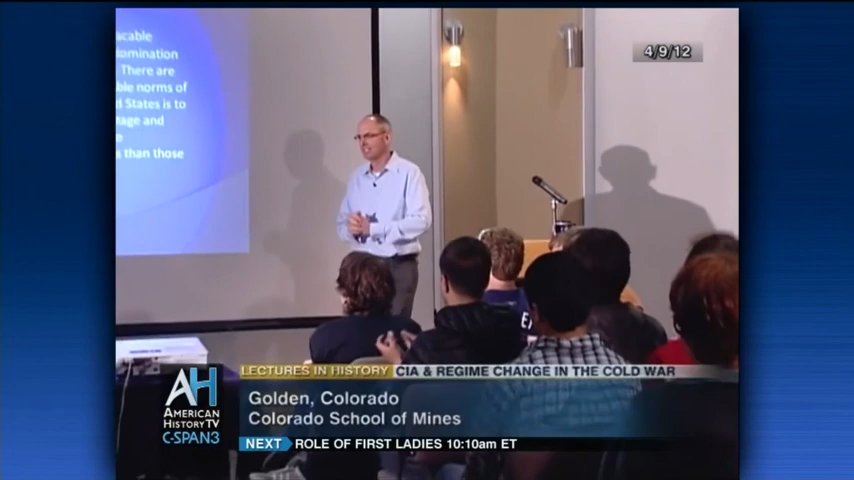 acable
domination
There are
ble norms of
d States is to
tage and
than those
4/9/12
LECTURES IN HISTORY
CIA & REGIME CHANGE IN THE COLD WAR
AH
AMERICAN
HISTORY TV
C-SPAN3
Golden, Colorado
Colorado School of Mines
NEXT
ROLE OF FIRST LADIES 10:10am ET